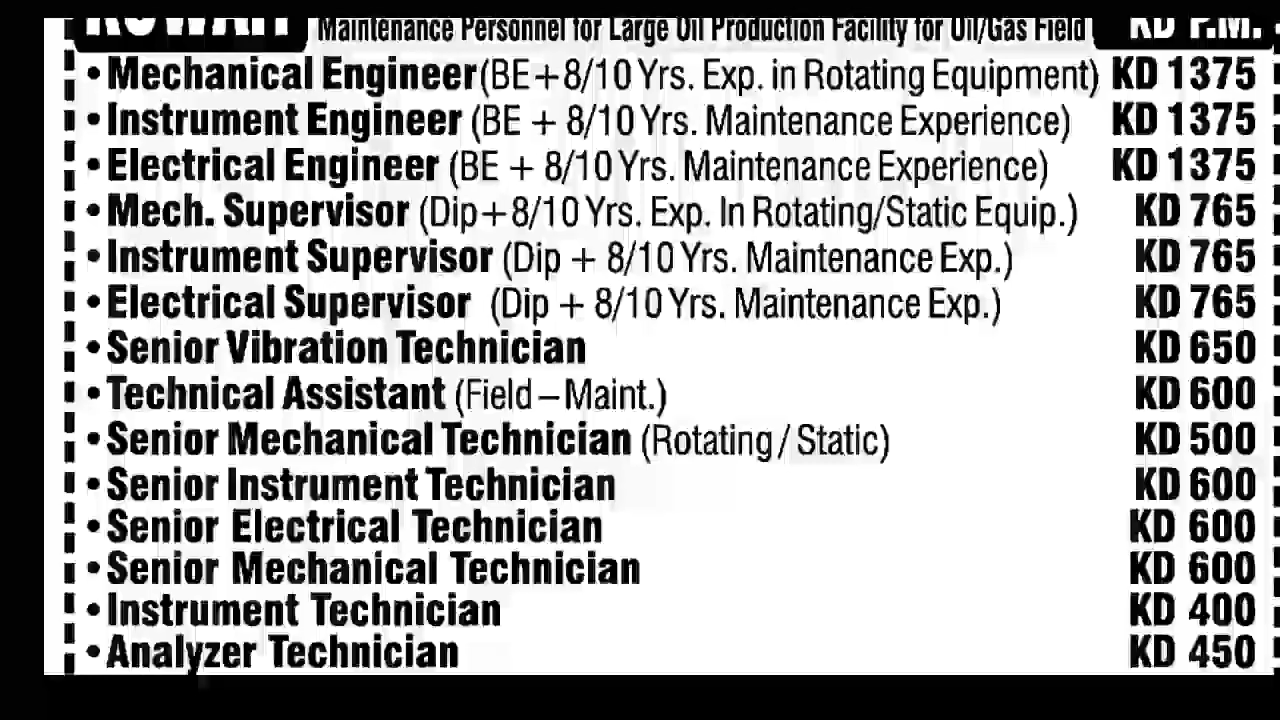 KUWAIT Maintenance Personnel for Large Oil Production Facility for Oil/Gas Field KD P.M.
• Mechanical Engineer(BE+8/10 Yrs. Exp. in Rotating Equipment) KD 1375
• Instrument Engineer (BE + 8/10 Yrs. Maintenance Experience) KD 1375
• Electrical Engineer (BE + 8/10 Yrs. Maintenance Experience) KD 1375
• Mech. Supervisor (Dip+8/10 Yrs. Exp. In Rotating/Static Equip.) KD 765
• Instrument Supervisor (Dip + 8/10 Yrs. Maintenance Exp.) KD 765
• Electrical Supervisor (Dip + 8/10 Yrs. Maintenance Exp.) KD 765
• Senior Vibration Technician KD 650
• Technical Assistant (Field–Maint.) KD 600
• Senior Mechanical Technician (Rotating / Static) KD 500
• Senior Instrument Technician KD 600
• Senior Electrical Technician KD 600
• Senior Mechanical Technician KD 600
• Instrument Technician KD 400
• Analyzer Technician KD 450